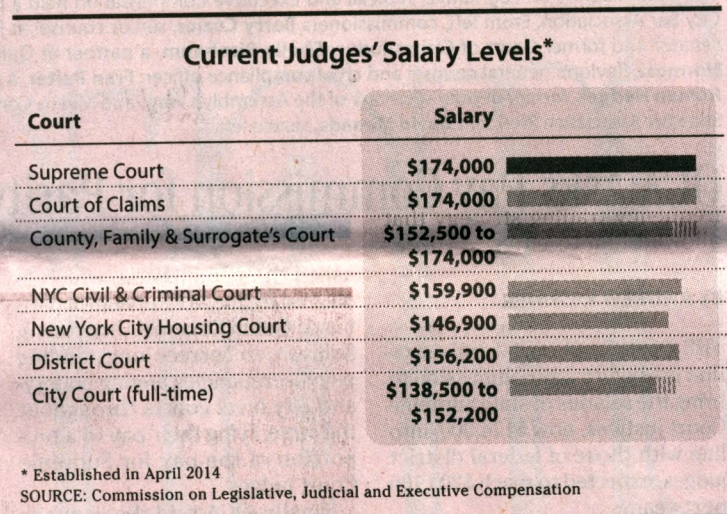 Current Judges' Salary Levels*
Court Salary
Supreme Court $174,000
Court of Claims $174,000
County, Family & Surrogate's Court $152,500 to
$174,000
NYC Civil & Criminal Court $159,900
New York City Housing Court $146,900
District Court $156,200
City Court (full-time) $138,500 to
$152,200
* Established in April 2014
SOURCE: Commission on Legislative, Judicial and Executive Compensation